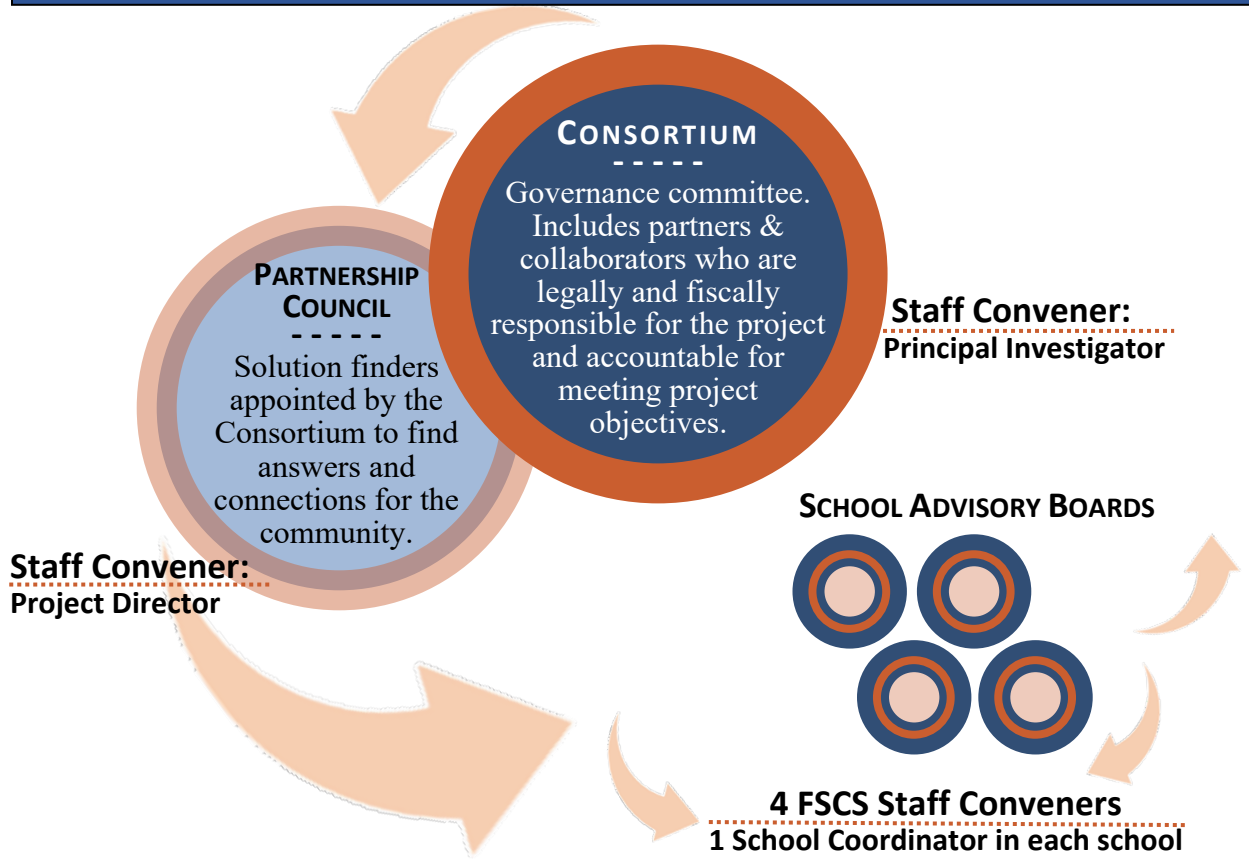 CONSORTIUM
- - - - -
Governance committee.
Includes partners &
collaborators who are
legally and fiscally
responsible for the project
and accountable for
meeting project
objectives.
Staff Convener:
Principal Investigator
PARTNERSHIP
COUNCIL
- - - - -
Solution finders
appointed by the
Consortium to find
answers and
connections for the
community.
Staff Convener:
Project Director
SCHOOL ADVISORY BOARDS
4 FSCS Staff Conveners
1 School Coordinator in each school